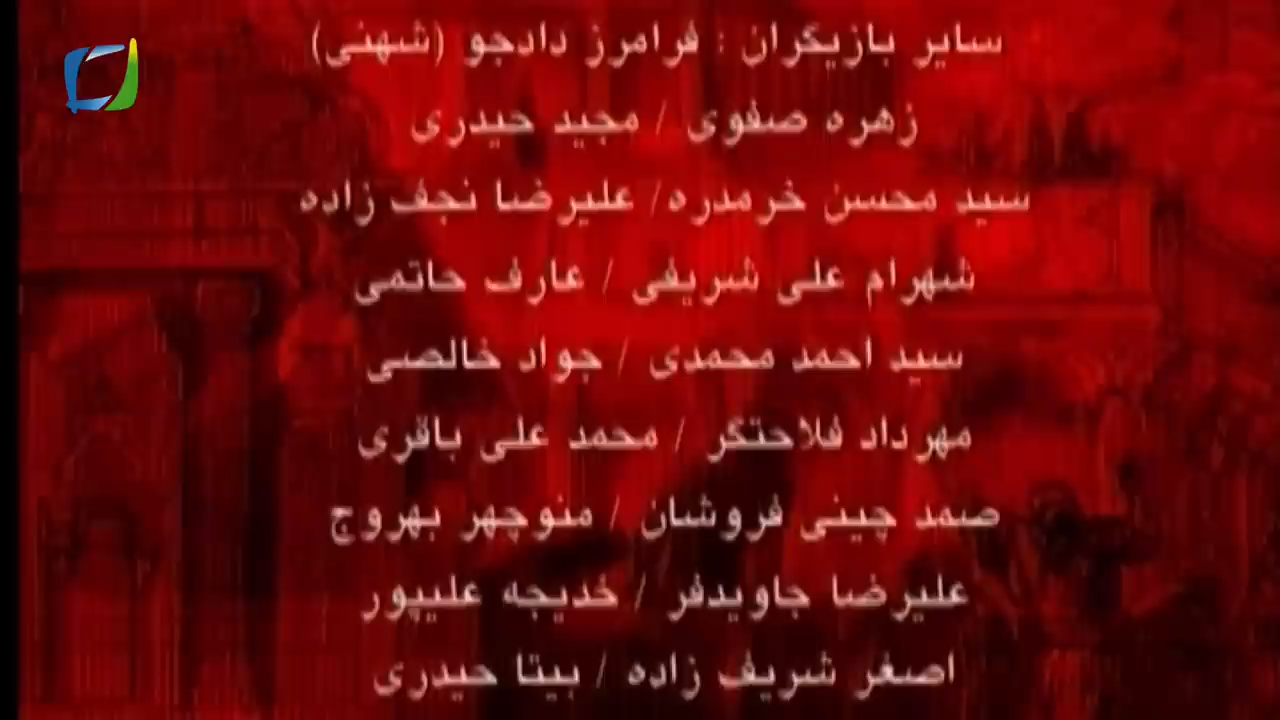 سایر بازیگران : فرامرز دادجو (شهنی)
زهره صفوی / مجید حیدری
سید محسن خرمدره/ علیرضا نجف زاده
شهرام علی شریفی / عارف حاتمی
سید احمد محمدی / جواد خالصی
مهرداد فلاحتگر / محمد علی باقری
صمد چینی فروشان / منوچهر بهروج
علیرضا جاویدفر / خدیجه علیپور
اصغر شریف زاده / بیتا حیدری